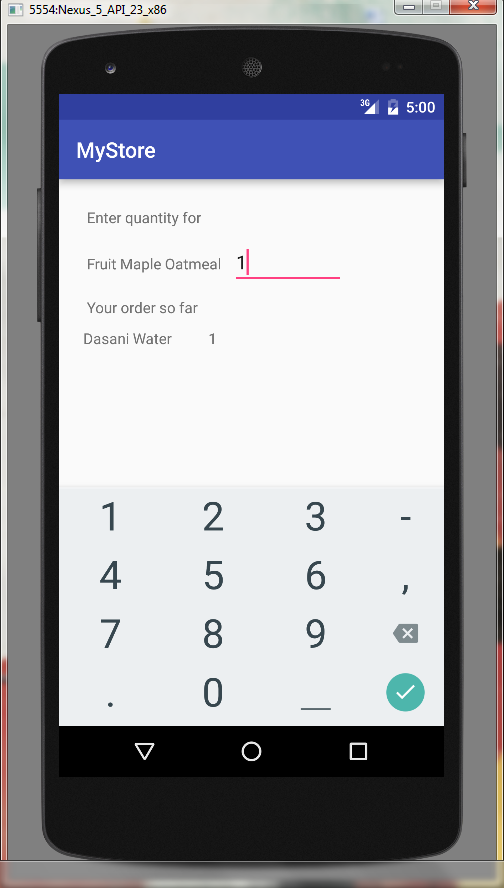 5554:Nexus_5_API_23_x86
3G 5:00
MyStore
Enter quantity for
Fruit Maple Oatmeal 1
Your order so far
Dasani Water 1
1 2 3 -
4 5 6 ,
7 8 9
. 0 _